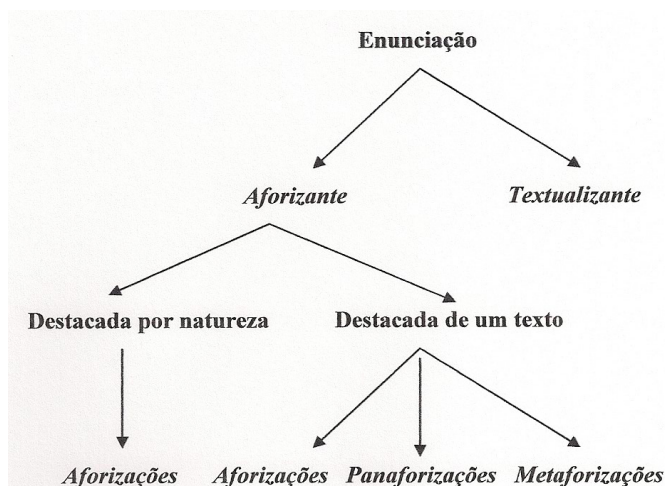 Enunciação
Aforizante Textualizante
Destacada por natureza Destacada de um texto
Aforizações Aforizações Panaforizações Metaforizações